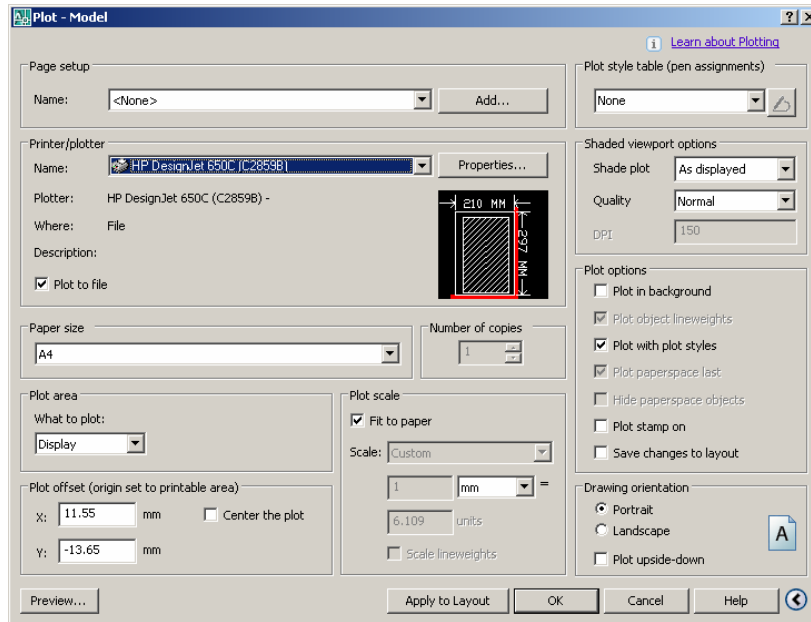 Plot - Model
Learn about Plotting
Page setup
Name: <None> Add...
Plot style table (pen assignments)
None
Printer/plotter
Name: HP DesignJet 650C (C2859B) Properties...
Plotter: HP DesignJet 650C (C2859B) -
Where: File
Description:
Plot to file
210 MM
297 MM
Shaded viewport options
Shade plot As displayed
Quality Normal
DPI 150
Paper size
A4
Number of copies
1
Plot options
Plot in background
Plot object lineweights
Plot with plot styles
Plot paperspace last
Hide paperspace objects
Plot stamp on
Save changes to layout
Plot area
What to plot:
Display
Plot scale
Fit to paper
Scale: Custom
1 mm =
6.109 units
Scale lineweights
Plot offset (origin set to printable area)
X: 11.55 mm Center the plot
Y: -13.65 mm
Drawing orientation
Portrait
Landscape
Plot upside-down
A
Preview... Apply to Layout OK Cancel Help